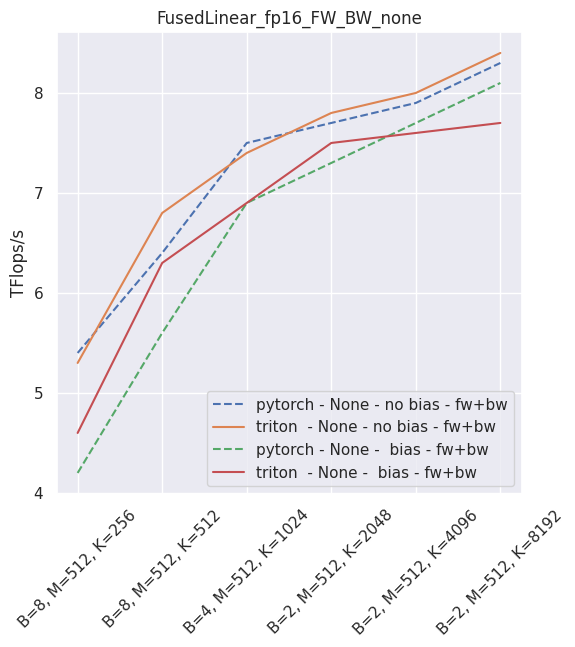 FusedLinear_fp16_FW_BW_none
TFlops/s
8
7
6
5
4
pytorch - None - no bias - fw+bw
triton  - None - no bias - fw+bw
pytorch - None -  bias - fw+bw
triton  - None -  bias - fw+bw
B=8, M=512, K=256
B=8, M=512, K=512
B=4, M=512, K=1024
B=2, M=512, K=2048
B=2, M=512, K=4096
B=2, M=512, K=8192